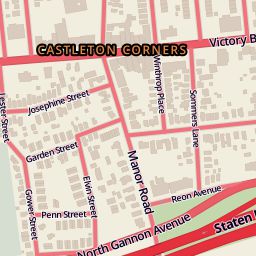 CASTLETON CORNERS
Victory B
Winthrop Place
Josephine Street
Sommers Lane
Garden Street
Manor Road
Elvin Street
Gower Street
Reon Avenue
Penn Street
North Gannon Avenue
Staten